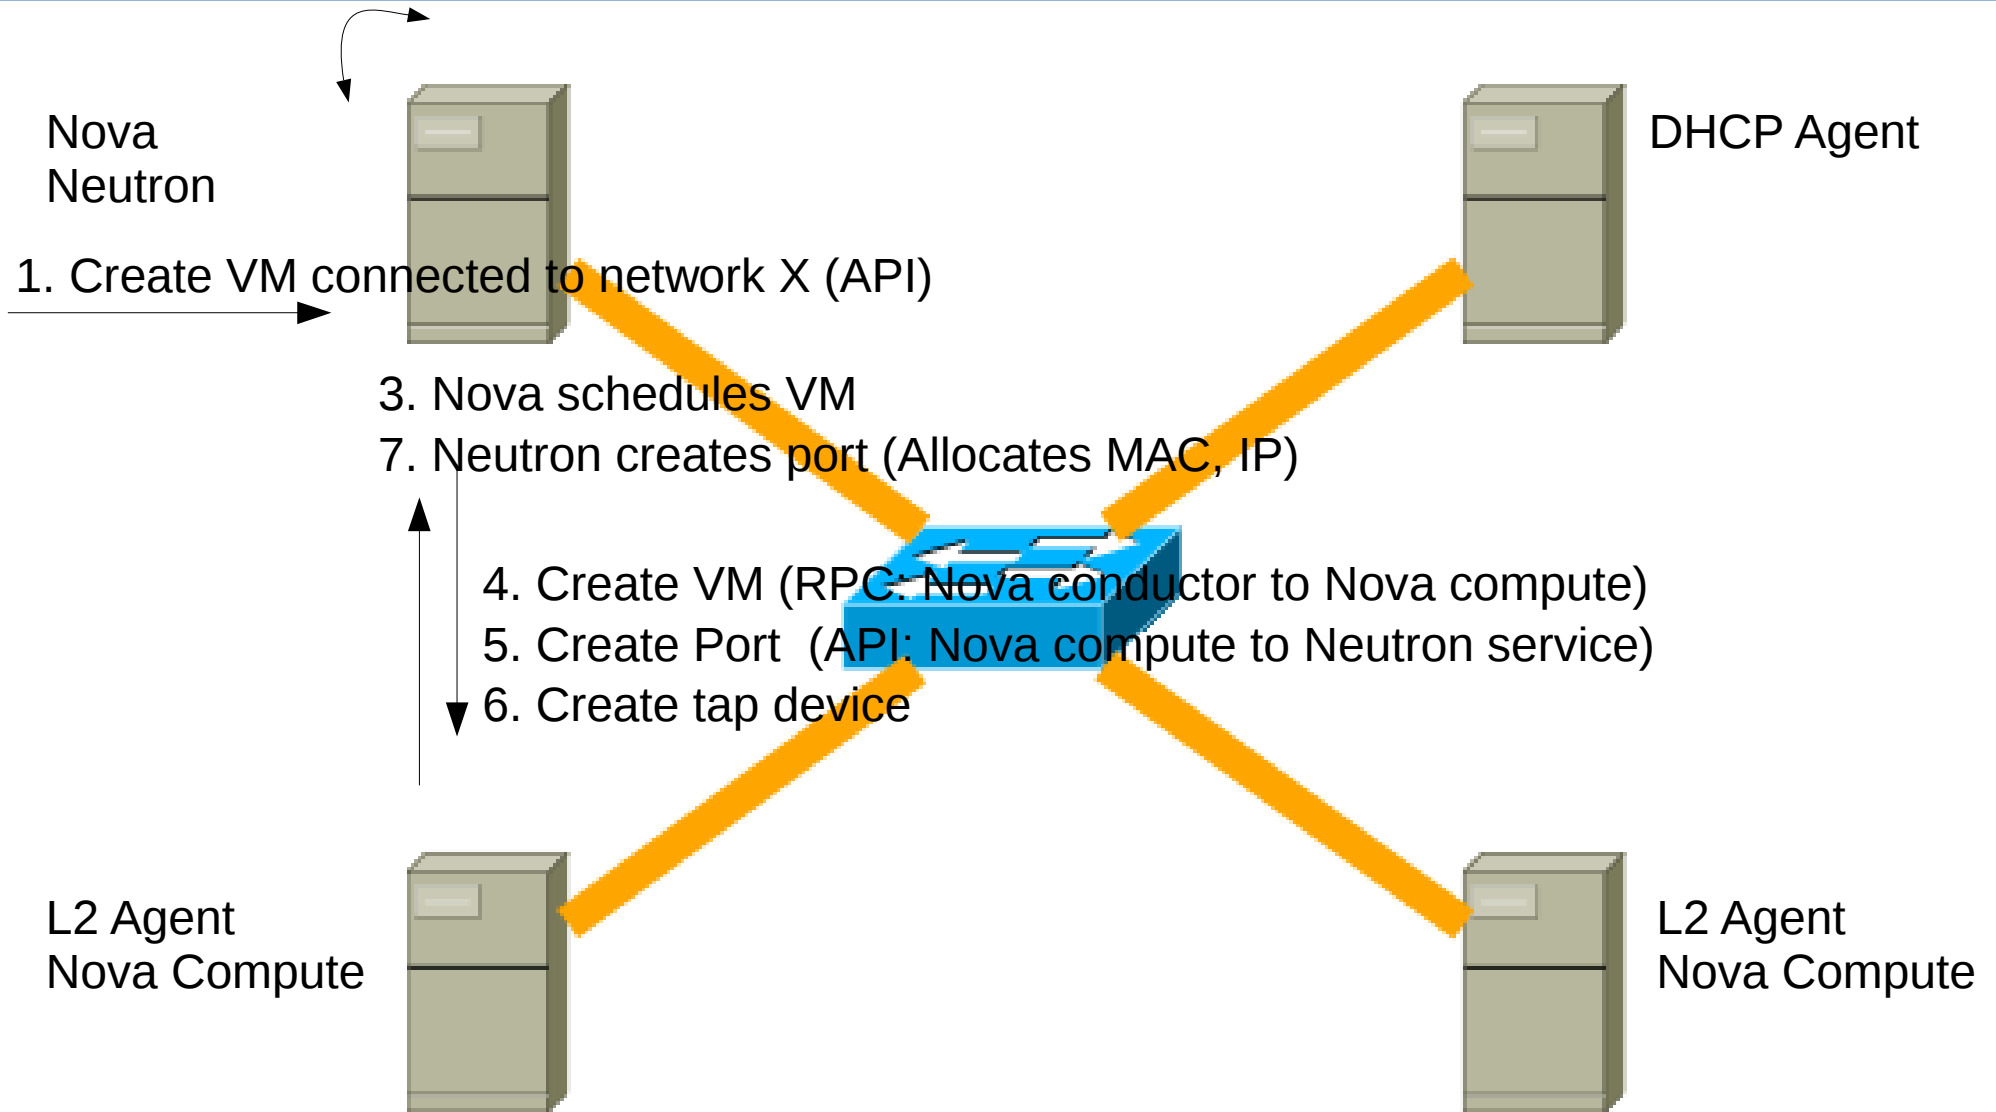 Nova
Neutron
DHCP Agent
1. Create VM connected to network X (API)
3. Nova schedules VM
7. Neutron creates port (Allocates MAC, IP)
4. Create VM (RPC: Nova conductor to Nova compute)
5. Create Port  (API: Nova compute to Neutron service)
6. Create tap device
L2 Agent
Nova Compute
L2 Agent
Nova Compute